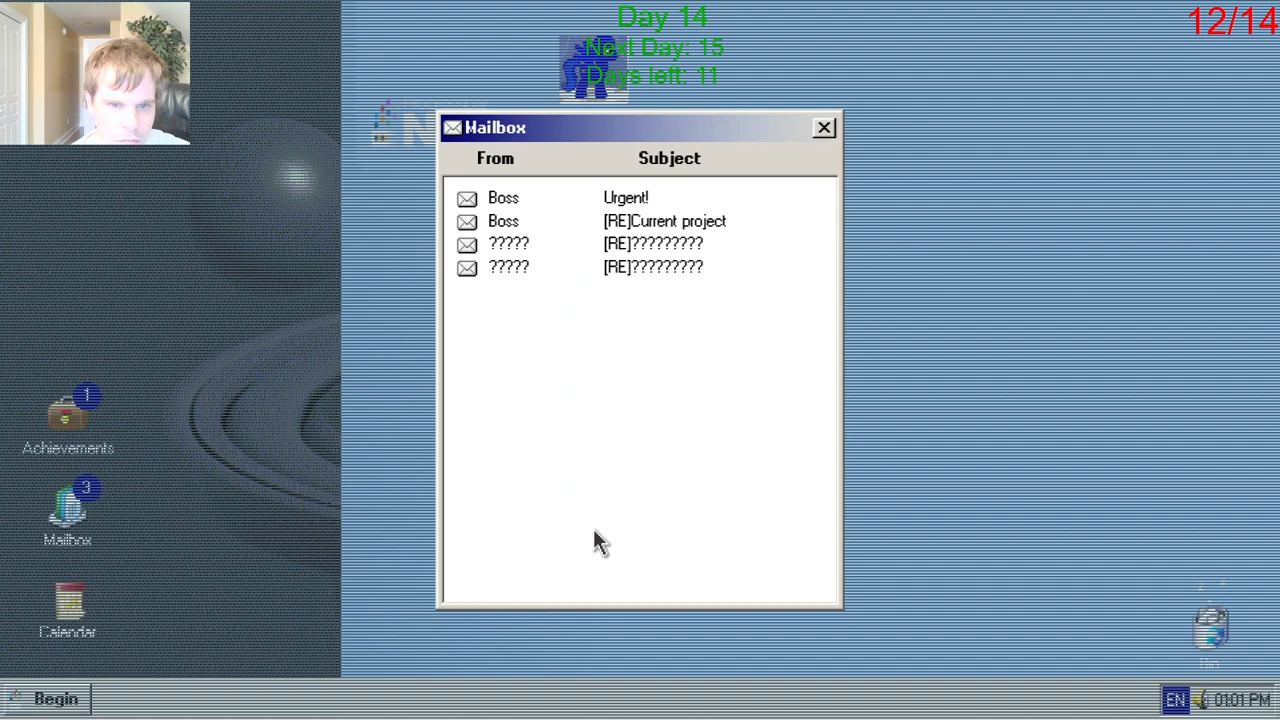 Day 14
Next Day: 15
Days left: 11
12/14
Mailbox
From Subject
Boss Urgent!
Boss [RE]Current project
????? [RE]?????????
????? [RE]?????????
1
Achievements
3
Mailbox
Calendar
Bin
Begin
EN 01:01 PM